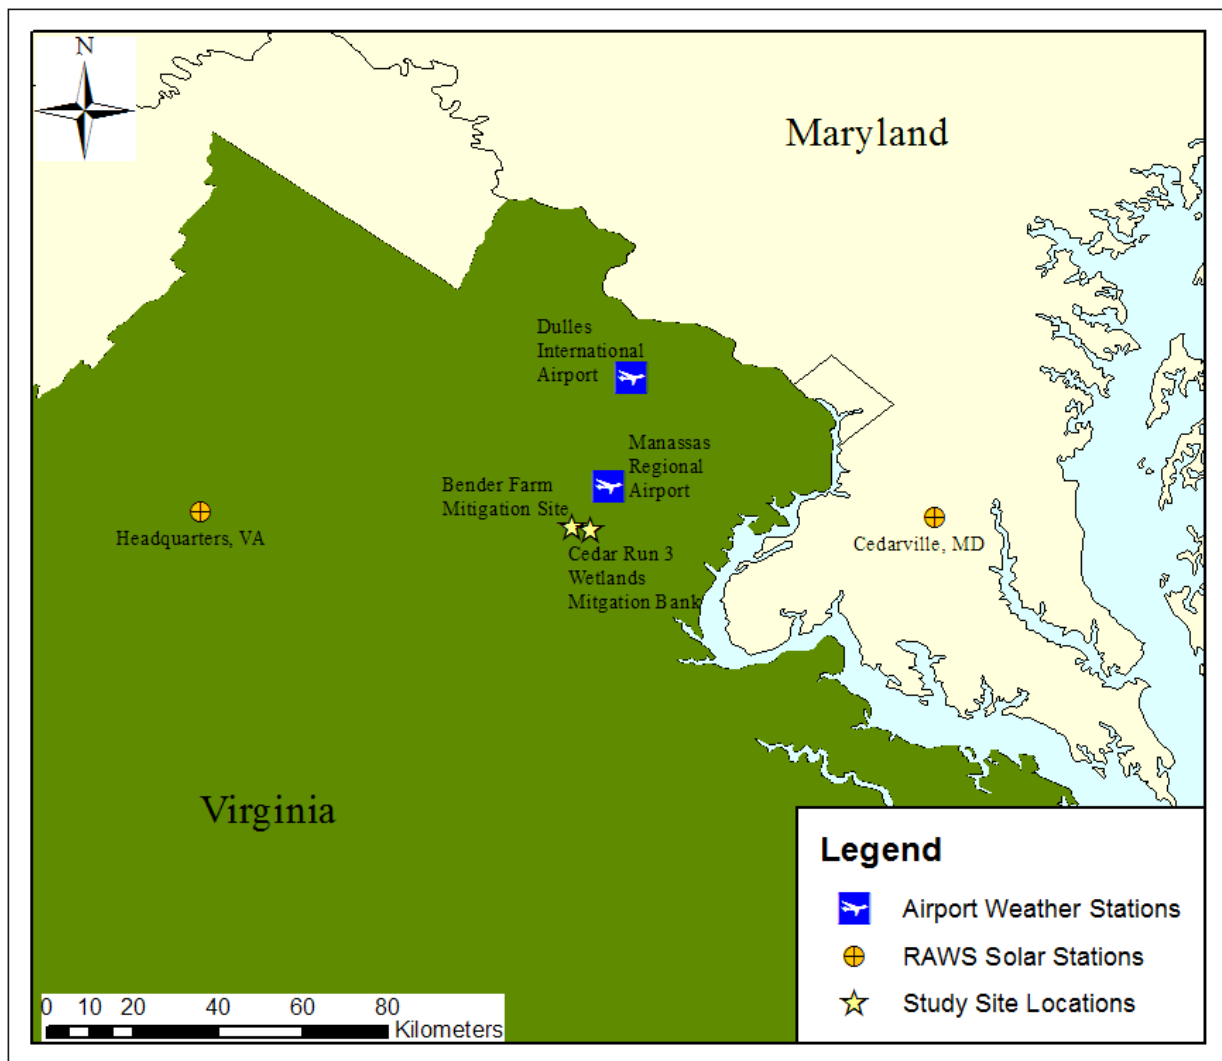 N
Maryland
Dulles
International
Airport
Manassas
Regional
Airport
Bender Farm
Mitigation Site
Headquarters, VA
Cedarville, MD
Cedar Run 3
Wetlands
Mitgation Bank
Virginia
Legend
Airport Weather Stations
RAWS Solar Stations
Study Site Locations
0 10 20 40 60 80
Kilometers